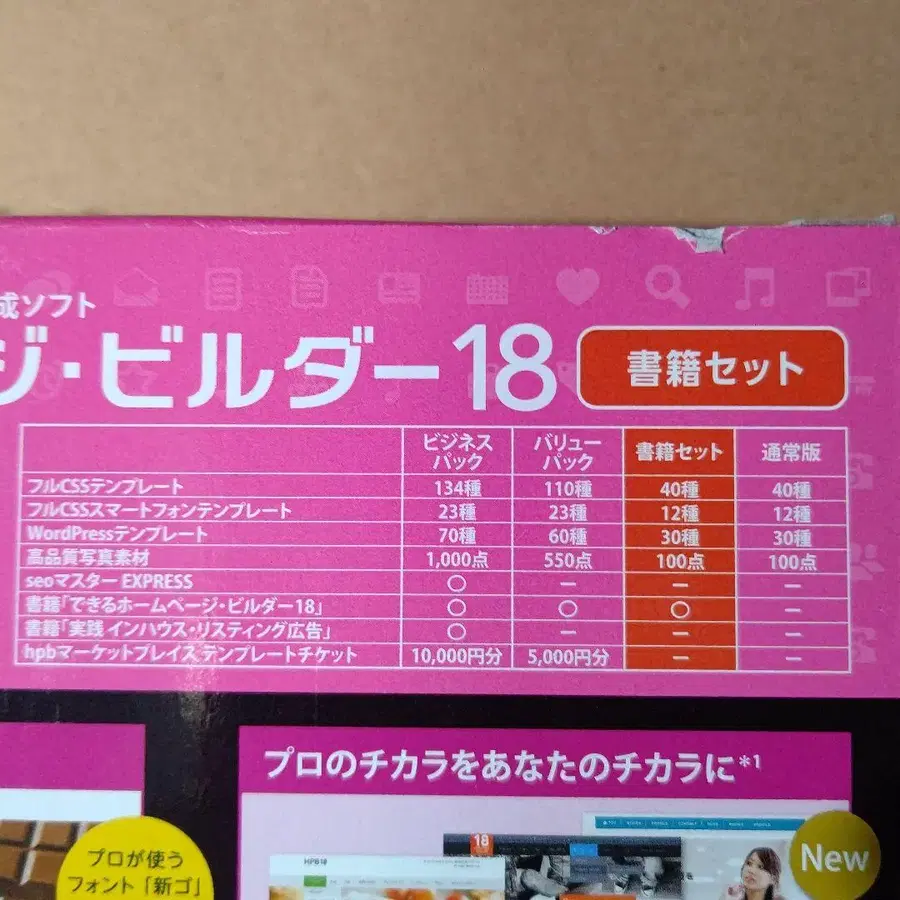 成ソフト
ジ・ビルダー18 書籍セット
ビジネス
パック
バリュー
パック
書籍セット
通常版
フルCSSテンプレート 134種 110種 40種 40種
フルCSSスマートフォンテンプレート 23種 23種 12種 12種
WordPressテンプレート 70種 60種 30種 30種
高品質写真素材 1,000点 550点 100点 100点
seoマスター EXPRESS ○ － － －
書籍「できるホームページ・ビルダー18」 ○ ○ ○ －
書籍「実践 インハウス・リスティング広告」 ○ － － －
hpbマーケットプレイス テンプレートチケット 10,000円分 5,000円分 － －
プロのチカラをあなたのチカラに*1
プロが使う
フォント「新ゴ」
New
18
HPB18